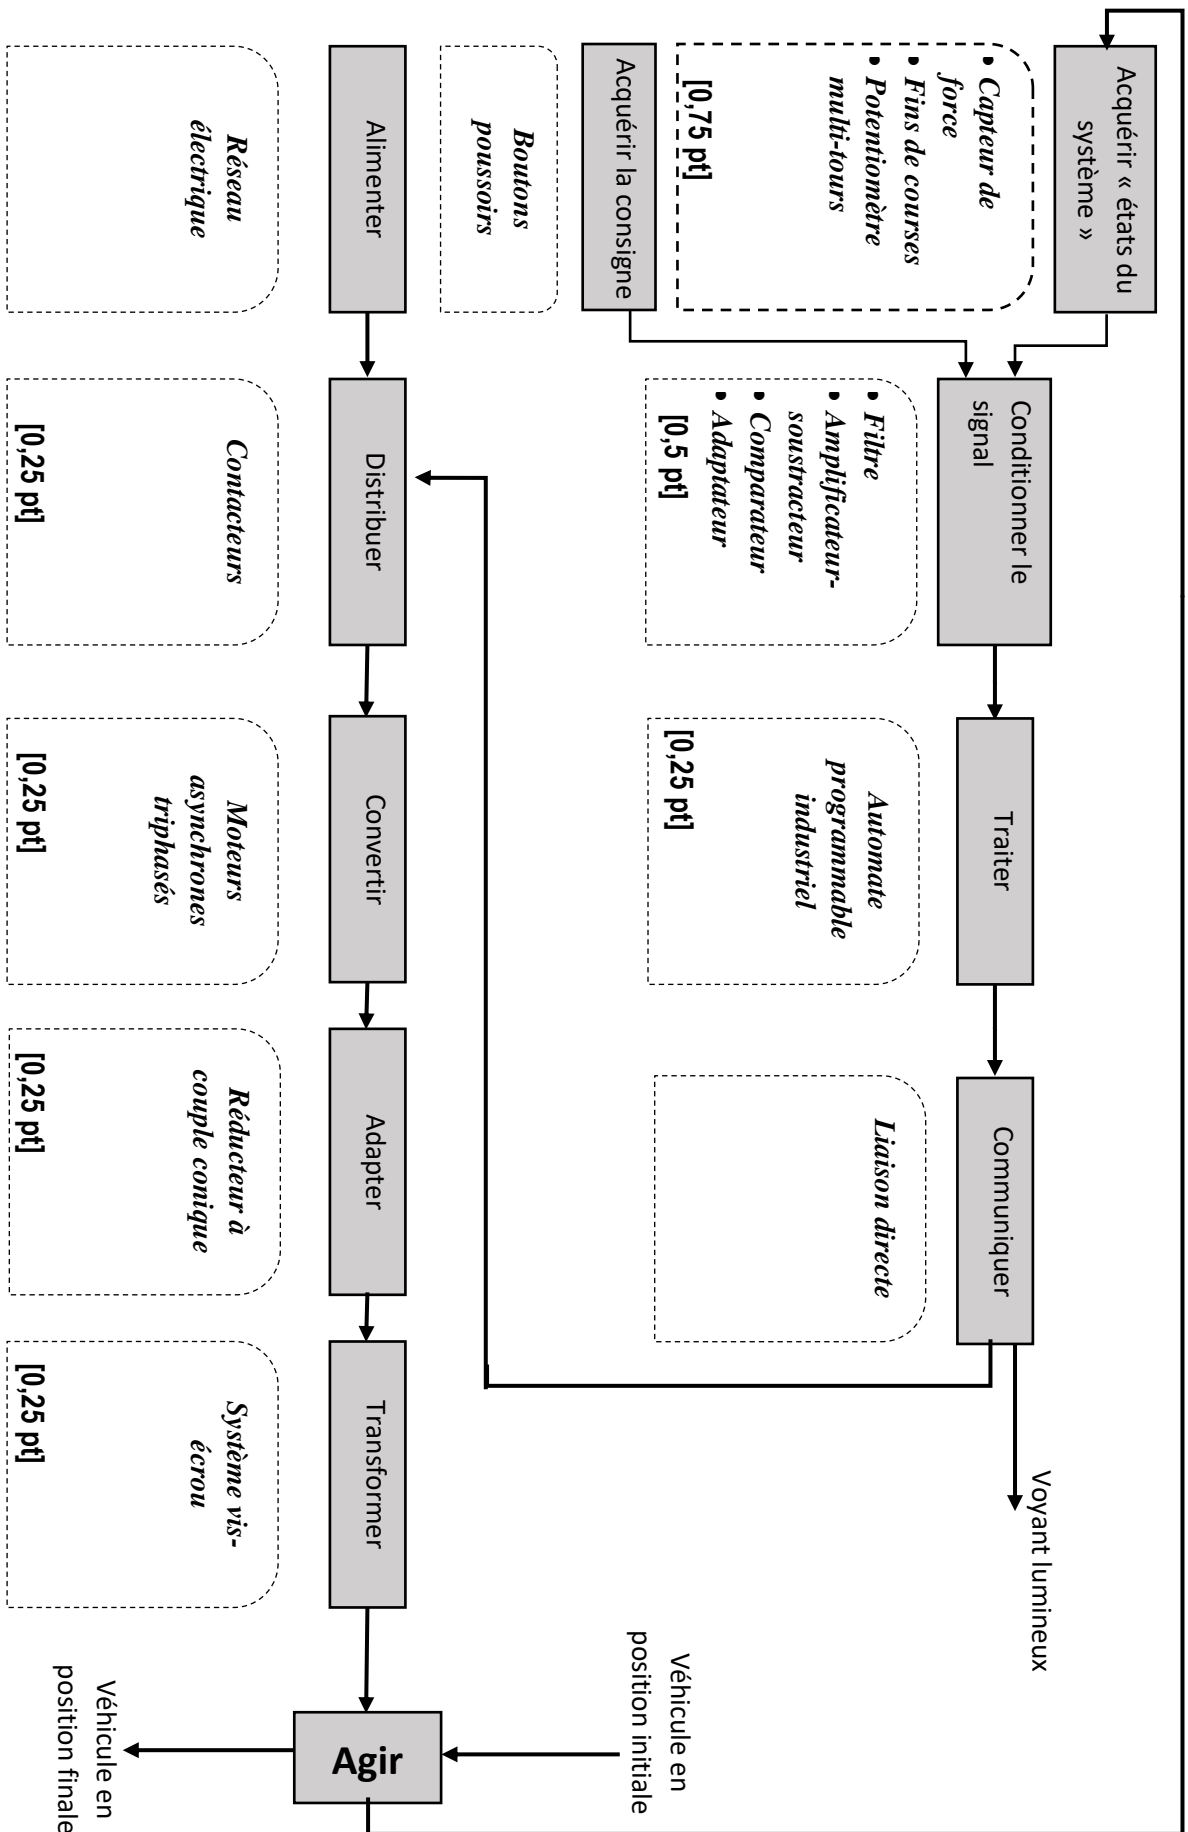 Acquérir « états du
système »
• Capteur de
force
• Fins de courses
• Potentiomètre
multi-tours
[0,75 pt]
Acquérir la consigne
Boutons
poussoirs
Conditionner le
signal
• Filtre
• Amplificateur-
soustracteur
• Comparateur
• Adaptateur
[0,5 pt]
Traiter
Automate
programmable
industriel
[0,25 pt]
Communiquer
Liaison directe
Voyant lumineux
Alimenter
Réseau
électrique
Distribuer
Contacteurs
[0,25 pt]
Convertir
Moteurs
asynchrones
triphasés
[0,25 pt]
Adapter
Réducteur à
couple conique
[0,25 pt]
Transformer
Système vis-
écrou
[0,25 pt]
Véhicule en
position initiale
Agir
Véhicule en
position finale